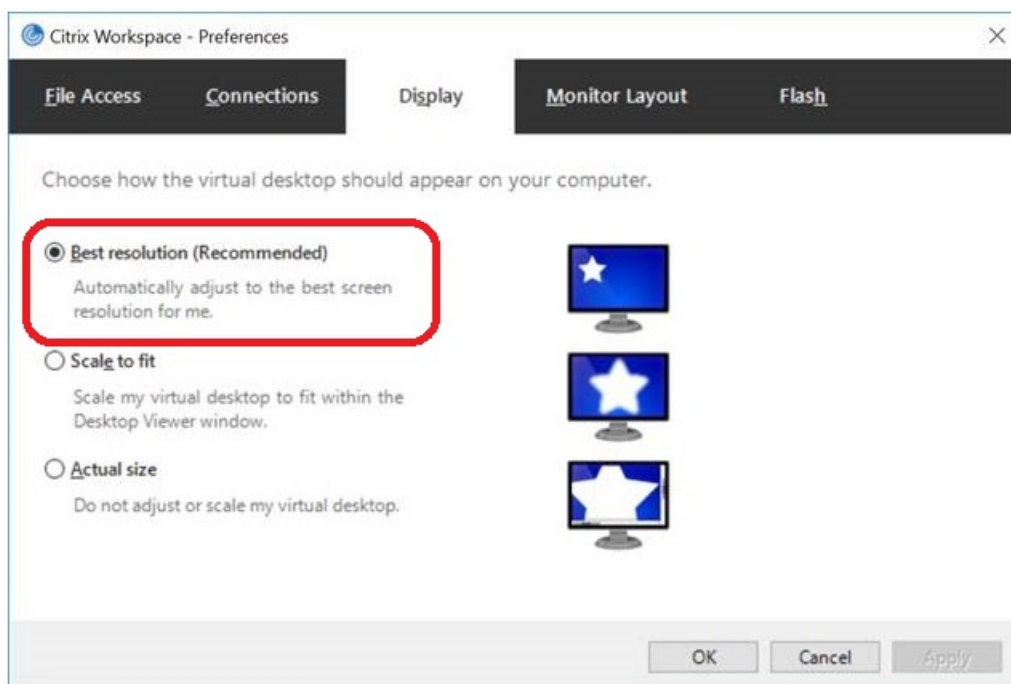 Citrix Workspace - Preferences
File Access Connections Display Monitor Layout Flash
Choose how the virtual desktop should appear on your computer.
Best resolution (Recommended)
Automatically adjust to the best screen
resolution for me.
Scale to fit
Scale my virtual desktop to fit within the
Desktop Viewer window.
Actual size
Do not adjust or scale my virtual desktop.
OK Cancel Apply